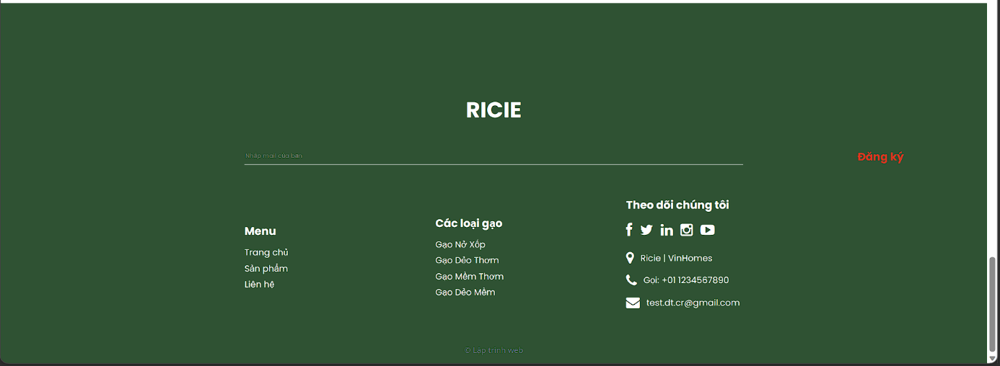 RICIE
Nhập mail của bạn
Đăng ký
Menu
Trang chủ
Sản phẩm
Liên hệ
Các loại gạo
Gạo Nở Xốp
Gạo Dẻo Thơm
Gạo Mềm Thơm
Gạo Dẻo Mềm
Theo dõi chúng tôi
Ricie | VinHomes
Gọi: +01 1234567890
test.dt.cr@gmail.com
© Lập trình web